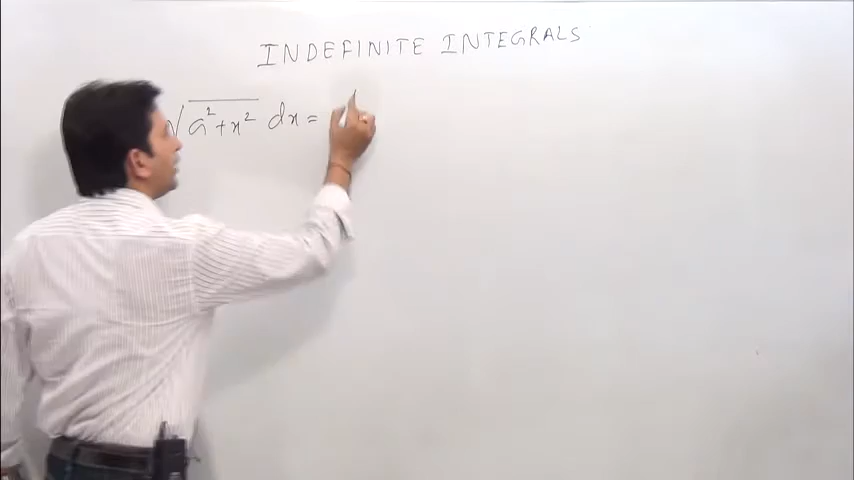 INDEFINITE INTEGRALS
√a²+x² dx =